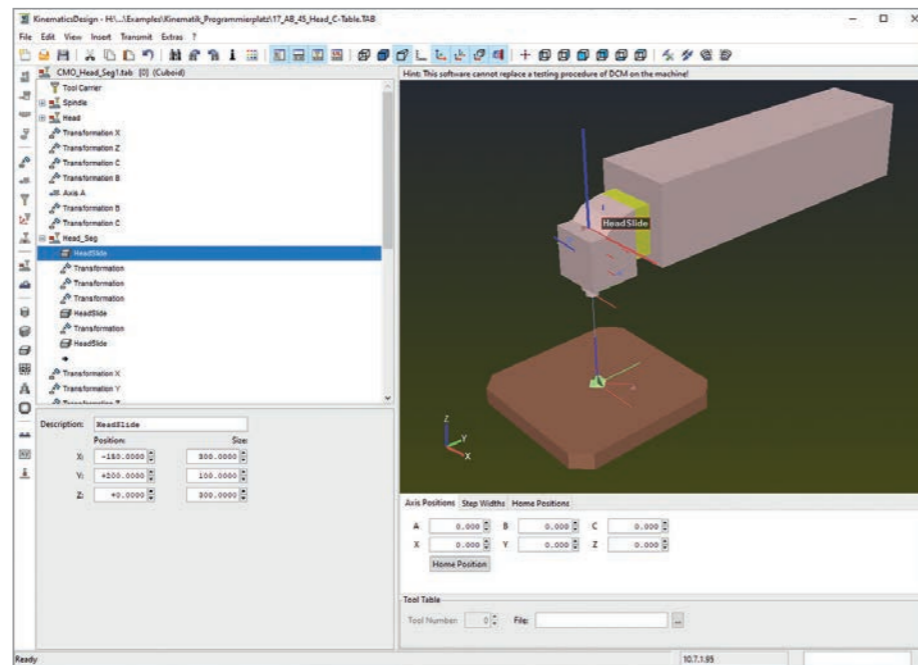 KinematicsDesign - H:\...\Examples\Kinematik_Programmierplatz\17_AB_45_Head_C-Table.TAB
File Edit View Insert Transmit Extras ?
CMO_Head_Seg1.tab [0] (Cuboid)
Tool Carrier
Spindle
Head
Transformation X
Transformation Z
Transformation C
Transformation B
Axis A
Transformation B
Transformation C
Head_Seg
HeadSlide
Transformation
Transformation
Transformation
HeadSlide
Transformation
HeadSlide
Transformation X
Transformation Y
Transformation Z
Description: HeadSlide
Position: Size:
X: -150.0000 300.0000
Y: +200.0000 100.0000
Z: +0.0000 300.0000
Hint: This software cannot replace a testing procedure of DCM on the machine!
HeadSlide
Z
Y
X
Axis Positions Step Widths Home Positions
A 0.000 B 0.000 C 0.000
X 0.000 Y 0.000 Z 0.000
Home Position
Tool Table
Tool Number: 0 File: ...
Ready 10.7.1.95